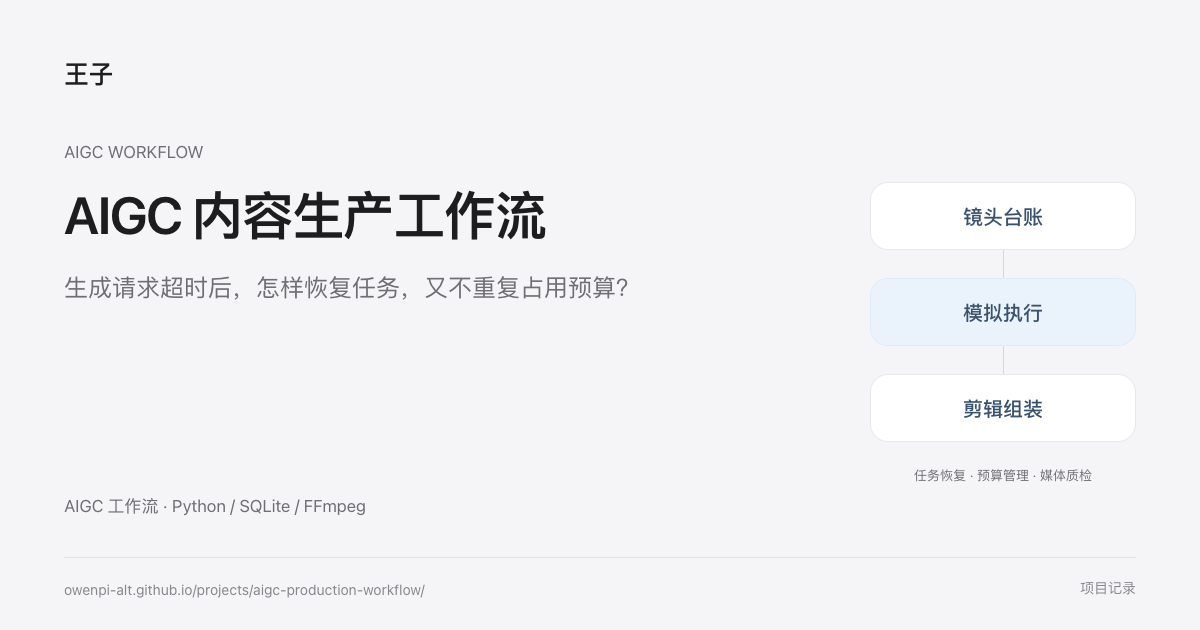 王子
AIGC WORKFLOW
AIGC 内容生产工作流
生成请求超时后，怎样恢复任务，又不重复占用预算？
镜头台账
模拟执行
剪辑组装
任务恢复 · 预算管理 · 媒体质检
AIGC 工作流 · Python / SQLite / FFmpeg
owenpi-alt.github.io/projects/aigc-production-workflow/
项目记录